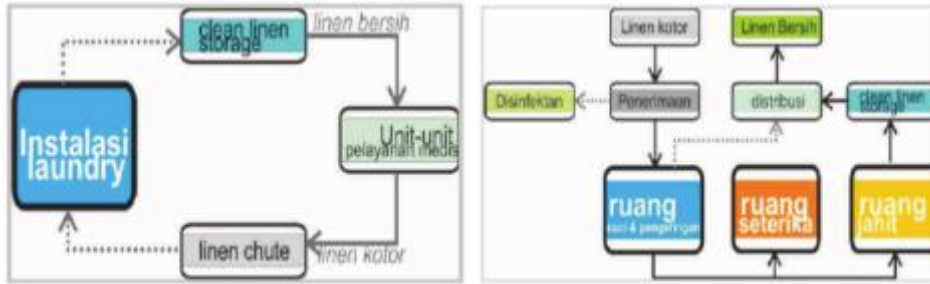 clean linen
storage
linen bersih
Instalasi
laundry
Unit-unit
pelayanan medis
linen chute
linen kotor
Linen kotor
Linen Bersih
Disinfektan
Penerimaan
distribusi
clean linen
storage
ruang
cuci & pengeringan
ruang
seterika
ruang
jahit